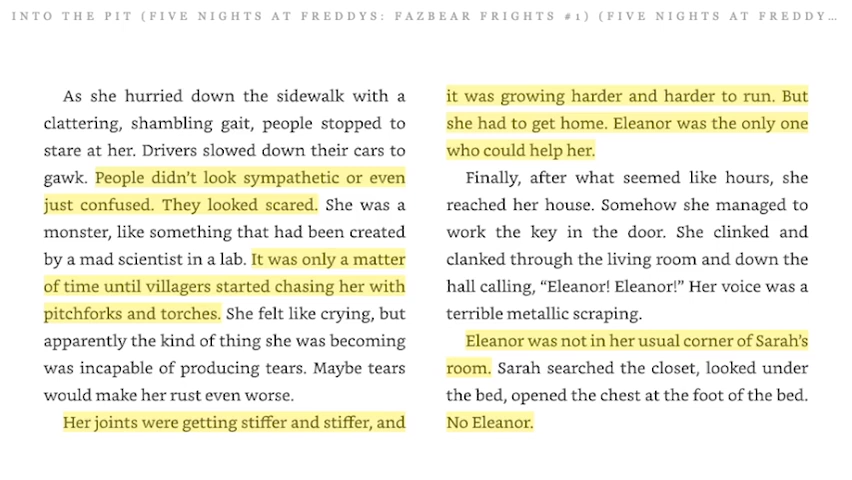 INTO THE PIT (FIVE NIGHTS AT FREDDYS: FAZBEAR FRIGHTS #1) (FIVE NIGHTS AT FREDDY…
As she hurried down the sidewalk with a
clattering, shambling gait, people stopped to
stare at her. Drivers slowed down their cars to
gawk. People didn’t look sympathetic or even
just confused. They looked scared. She was a
monster, like something that had been created
by a mad scientist in a lab. It was only a matter
of time until villagers started chasing her with
pitchforks and torches. She felt like crying, but
apparently the kind of thing she was becoming
was incapable of producing tears. Maybe tears
would make her rust even worse.
Her joints were getting stiffer and stiffer, and
it was growing harder and harder to run. But
she had to get home. Eleanor was the only one
who could help her.
Finally, after what seemed like hours, she
reached her house. Somehow she managed to
work the key in the door. She clinked and
clanked through the living room and down the
hall calling, “Eleanor! Eleanor!” Her voice was a
terrible metallic scraping.
Eleanor was not in her usual corner of Sarah’s
room. Sarah searched the closet, looked under
the bed, opened the chest at the foot of the bed.
No Eleanor.